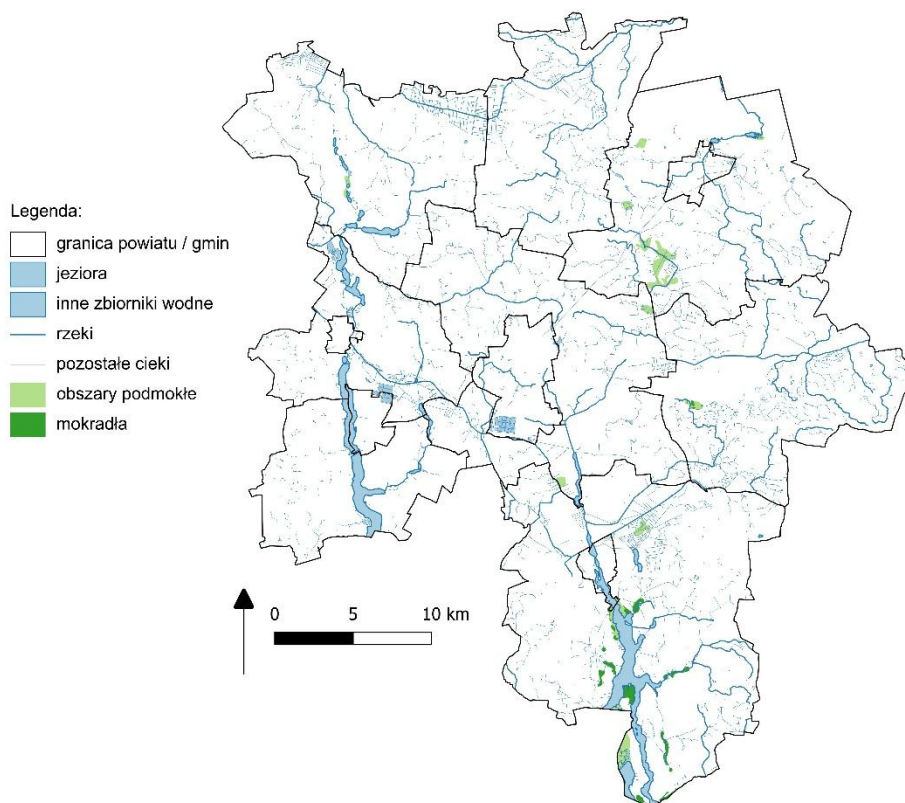 Legenda:
granica powiatu / gmin
jeziora
inne zbiorniki wodne
rzeki
pozostałe cieki
obszary podmokłe
mokradła
0 5 10 km